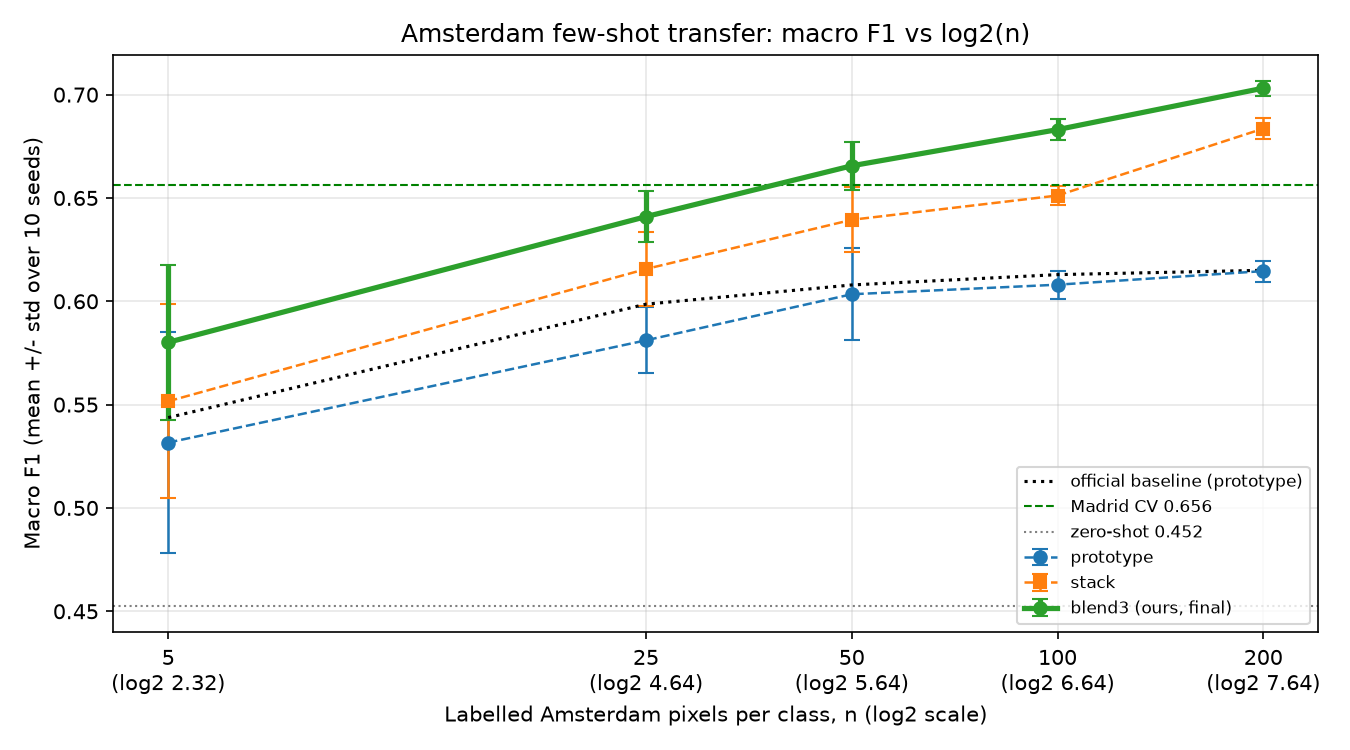 Amsterdam few-shot transfer: macro F1 vs log2(n)
Macro F1 (mean +/- std over 10 seeds)
0.70
0.65
0.60
0.55
0.50
0.45
official baseline (prototype)
Madrid CV 0.656
zero-shot 0.452
prototype
stack
blend3 (ours, final)
5 25 50 100 200
(log2 2.32) (log2 4.64) (log2 5.64) (log2 6.64) (log2 7.64)
Labelled Amsterdam pixels per class, n (log2 scale)